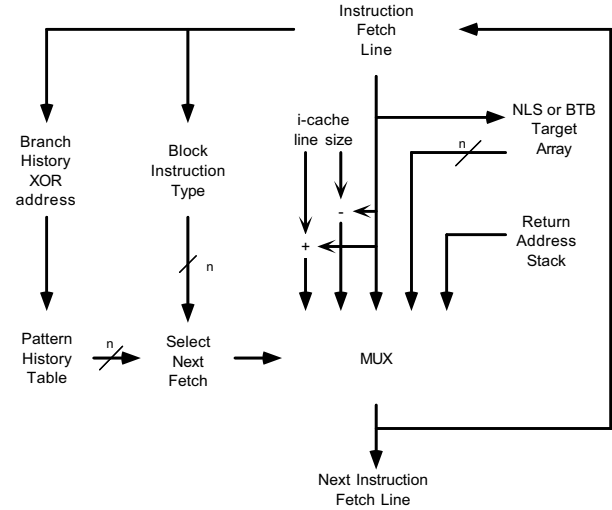 Instruction
Fetch
Line
i-cache
line size
NLS or BTB
Target
Array
n
Branch
History
XOR
address
Block
Instruction
Type
-
Return
Address
Stack
+
n
Pattern
History
Table
n
Select
Next
Fetch
MUX
Next Instruction
Fetch Line